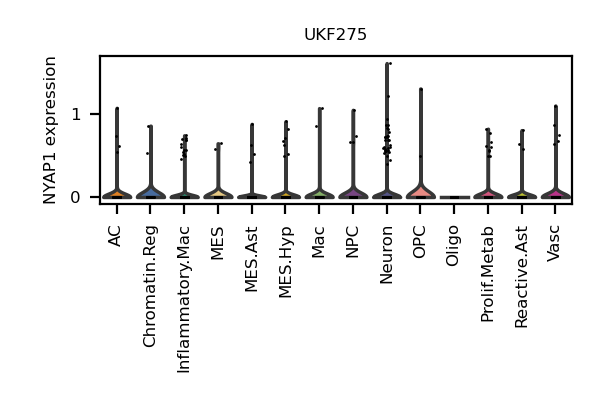 UKF275
NYAP1 expression
1
0
AC
Chromatin.Reg
Inflammatory.Mac
MES
MES.Ast
MES.Hyp
Mac
NPC
Neuron
OPC
Oligo
Prolif.Metab
Reactive.Ast
Vasc